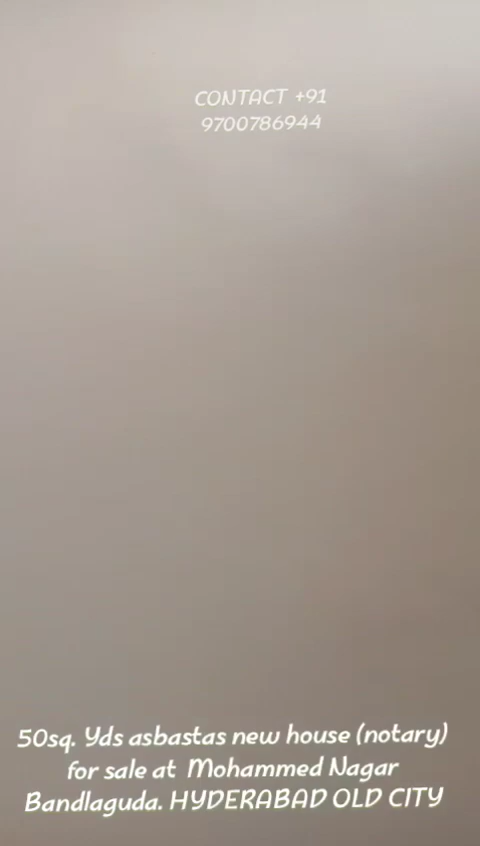 CONTACT +91
9700786944
50sq. Yds asbastas new house (notary)
for sale at Mohammed Nagar
Bandlaguda. HYDERABAD OLD CITY